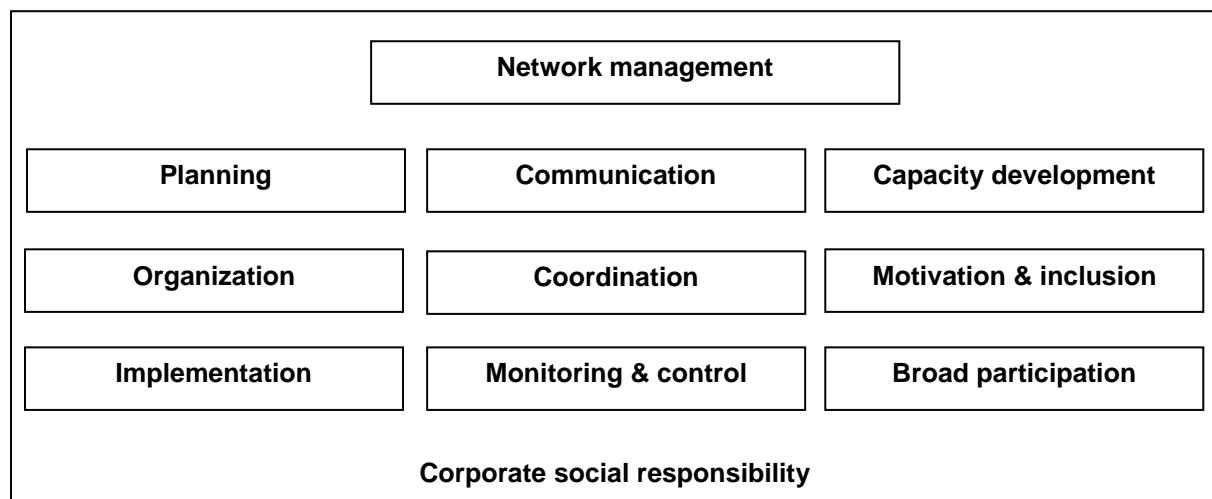 Network management
Planning
Communication
Capacity development
Organization
Coordination
Motivation & inclusion
Implementation
Monitoring & control
Broad participation
Corporate social responsibility